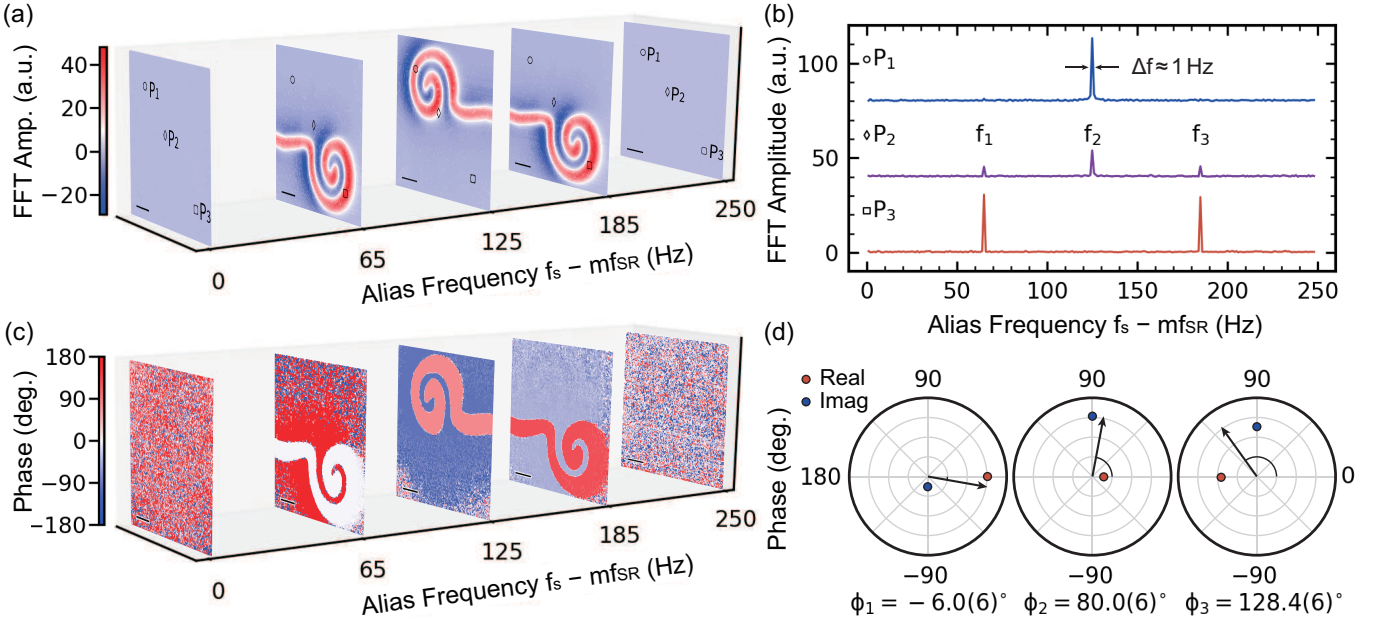 (a)
FFT Amp. (a.u.)
40
20
0
−20
P1
P2
P3
P1
P2
P3
0
65
125
185
250
Alias Frequency fs − mfSR (Hz)
(b)
FFT Amplitude (a.u.)
100
50
0
P1
P2
P3
Δf ≈ 1 Hz
f1
f2
f3
0
50
100
150
200
250
Alias Frequency fs − mfSR (Hz)
(c)
Phase (deg.)
180
90
0
−90
−180
0
65
125
185
250
Alias Frequency fs − mfSR (Hz)
(d)
Real
Imag
Phase (deg.)
90
90
90
180
0
−90
−90
−90
ϕ1 = −6.0(6)°
ϕ2 = 80.0(6)°
ϕ3 = 128.4(6)°